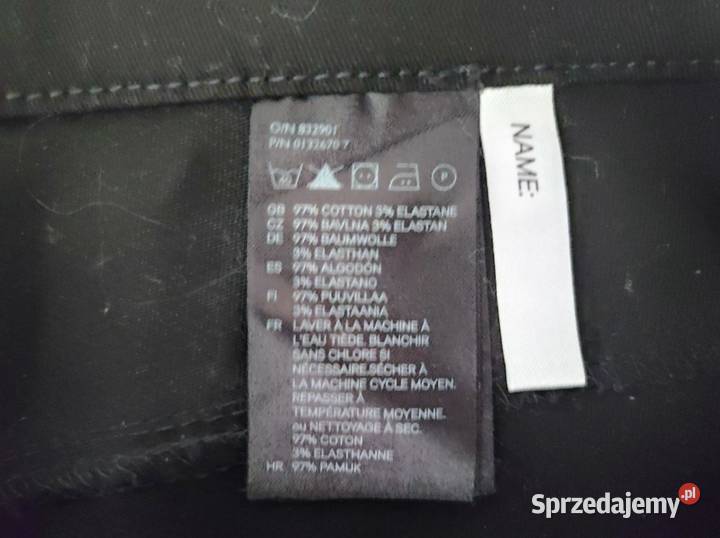 O/N 832901
P/N 0132670 7
GB 97% COTTON 3% ELASTANE
CZ 97% BAVLNA 3% ELASTAN
DE 97% BAUMWOLLE
3% ELASTHAN
ES 97% ALGODÓN
3% ELASTANO
FI 97% PUUVILLAA
3% ELASTAANIA
FR LAVER À LA MACHINE À
L'EAU TIÈDE. BLANCHIR
SANS CHLORE SI
NÉCESSAIRE.SÉCHER À
LA MACHINE CYCLE MOYEN.
REPASSER À
TEMPÉRATURE MOYENNE.
ou NETTOYAGE À SEC.
97% COTON
3% ELASTHANNE
HR 97% PAMUK
NAME:
Sprzedajemy.pl